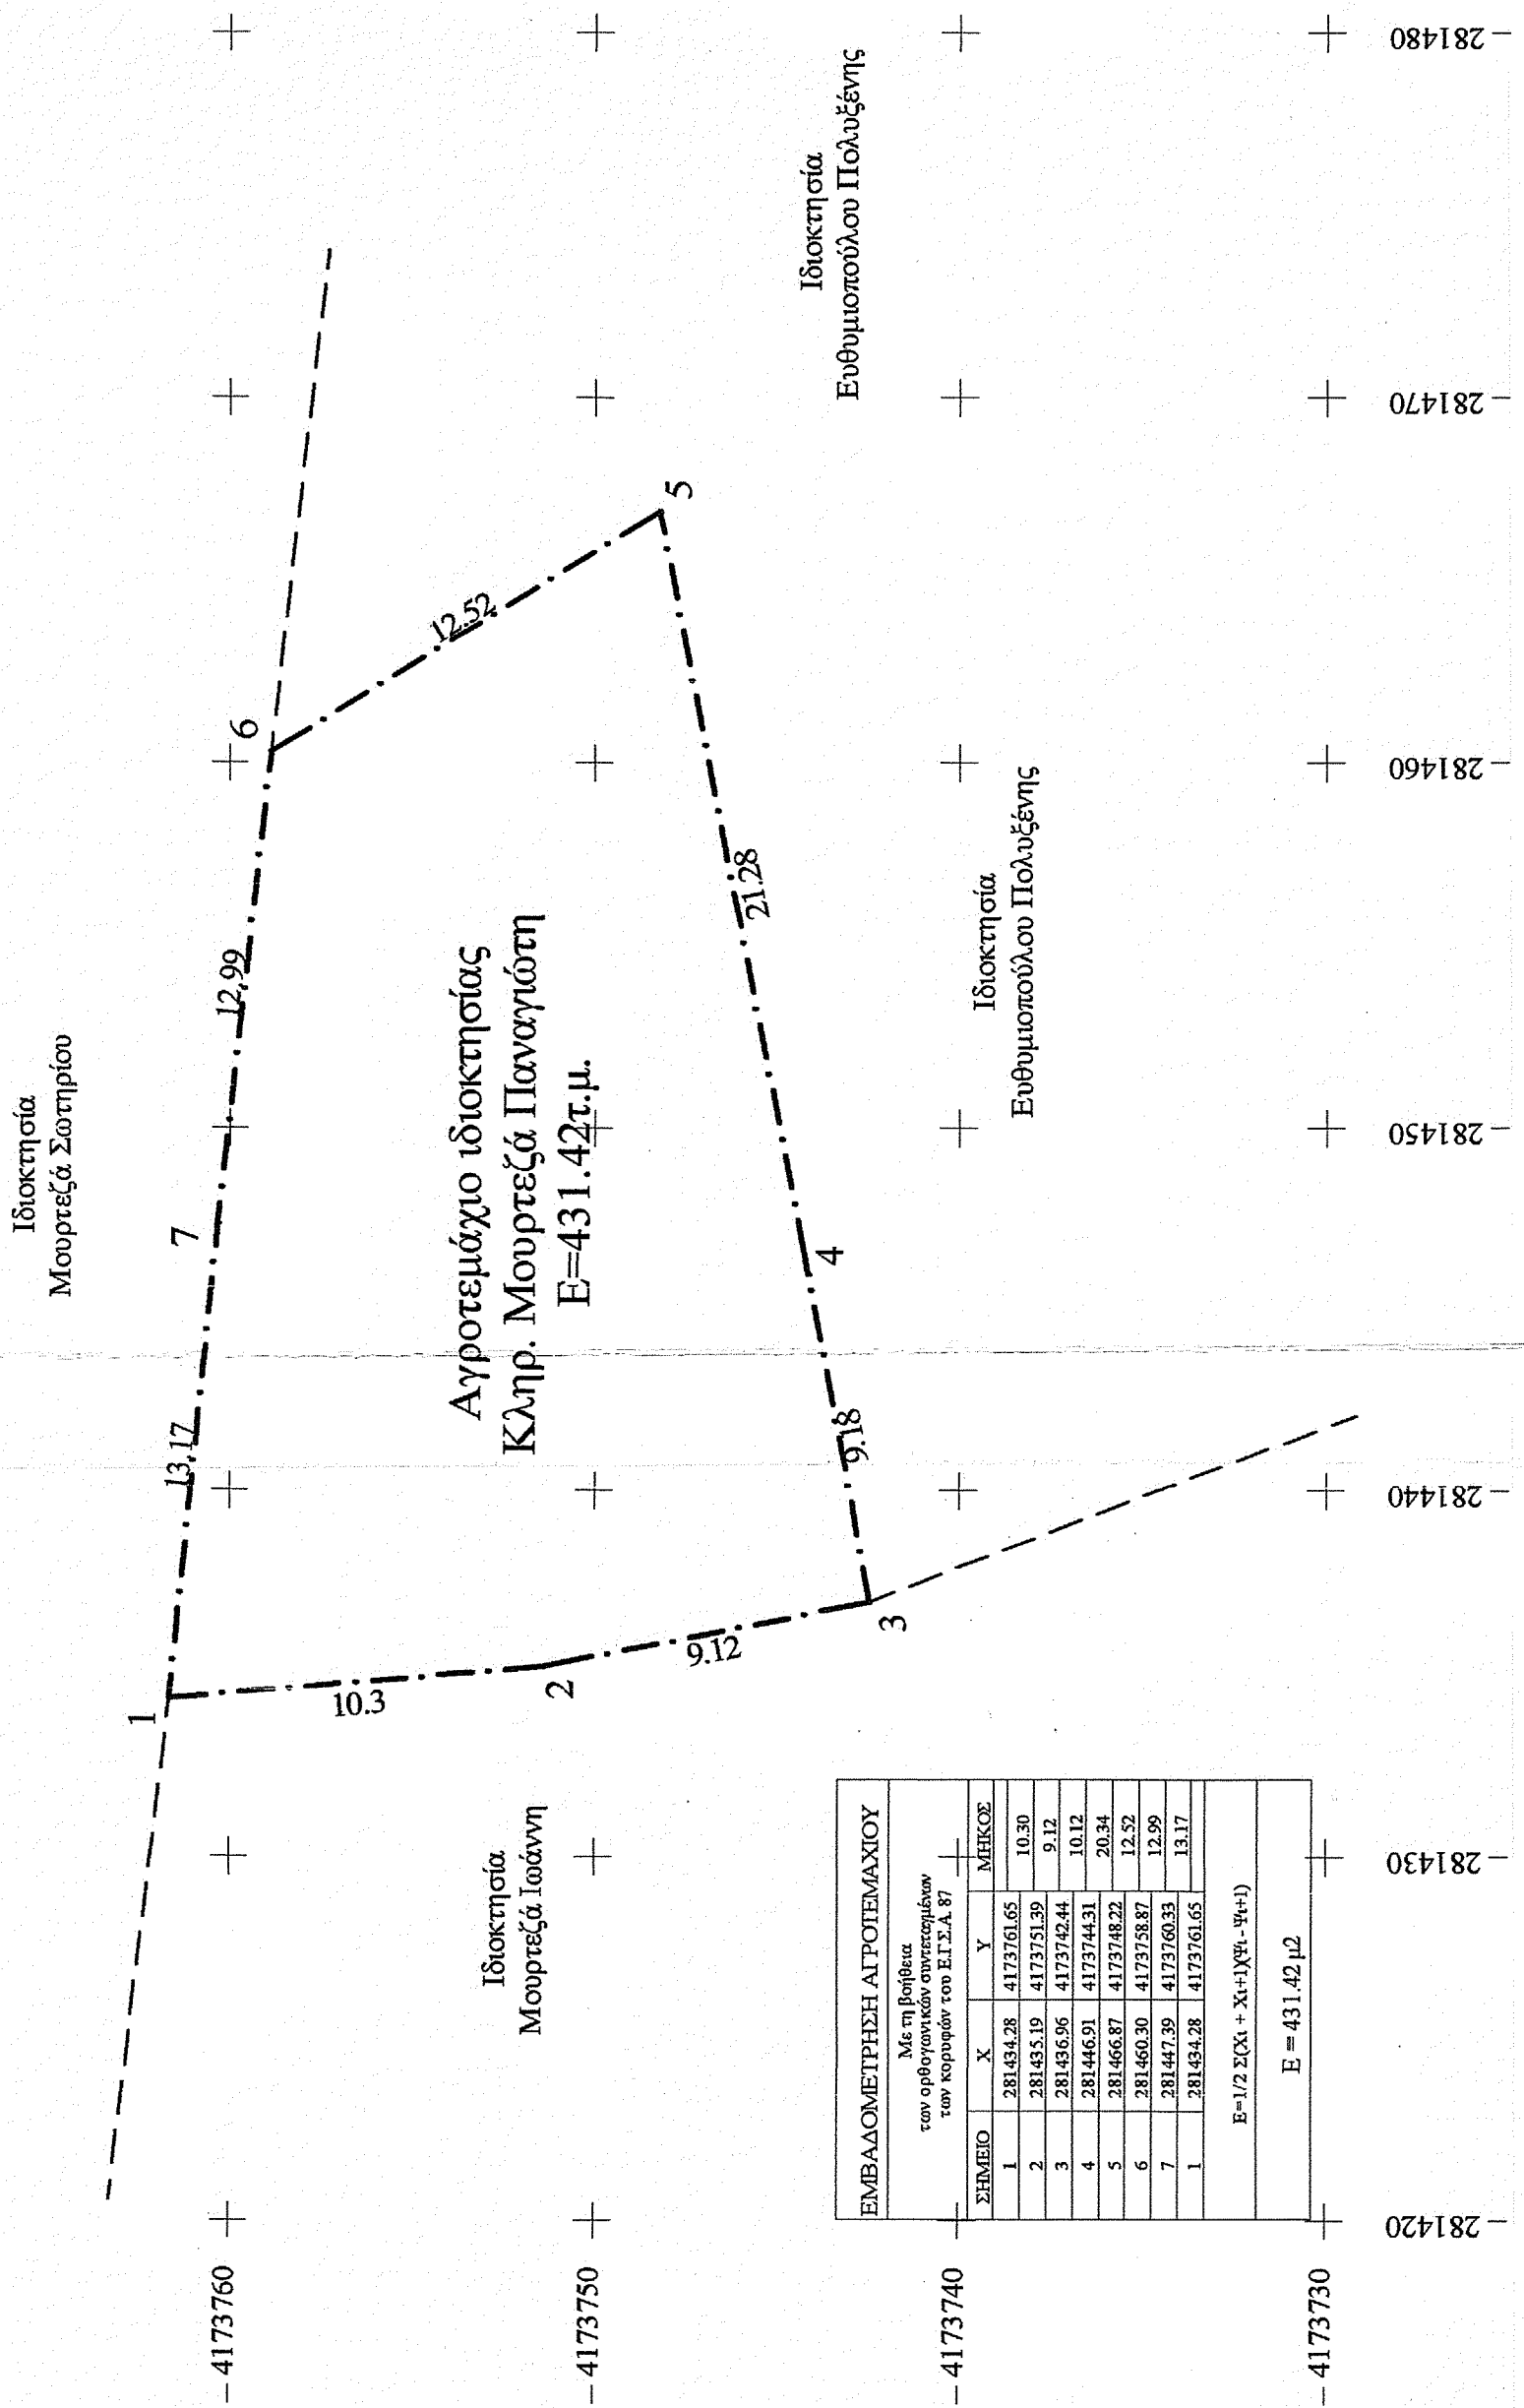 Ιδιοκτησία
Μουρτεζά Σωτηρίου
1
13.17
7
12.99
6
12.52
5
21.28
4
9.18
3
9.12
2
10.3
Αγροτεμάχιο ιδιοκτησίας
Κληρ. Μουρτεζά Παναγιώτη
Ε=431.42τ.μ.
Ιδιοκτησία
Μουρτεζά Ιωάννη
Ιδιοκτησία
Ευθυμιοπούλου Πολυξένης
Ιδιοκτησία
Ευθυμιοπούλου Πολυξένης
ΕΜΒΑΔΟΜΕΤΡΗΣΗ ΑΓΡΟΤΕΜΑΧΙΟΥ
Με τη βοήθεια
των ορθογωνικών συντεταγμένων
των κορυφών του Ε.Γ.Σ.Α. 87
ΣΗΜΕΙΟ Χ Υ ΜΗΚΟΣ
1 281434.28 4173761.65
10.30
2 281435.19 4173751.39
9.12
3 281436.96 4173742.44
10.12
4 281446.91 4173744.31
20.34
5 281466.87 4173748.22
12.52
6 281460.30 4173758.87
12.99
7 281447.39 4173760.33
13.17
1 281434.28 4173761.65
Ε=1/2 Σ(Χι + Χι+1)(Ψι - Ψι+1)
Ε = 431.42 μ2
4173760
4173750
4173740
4173730
281420
281430
281440
281450
281460
281470
281480